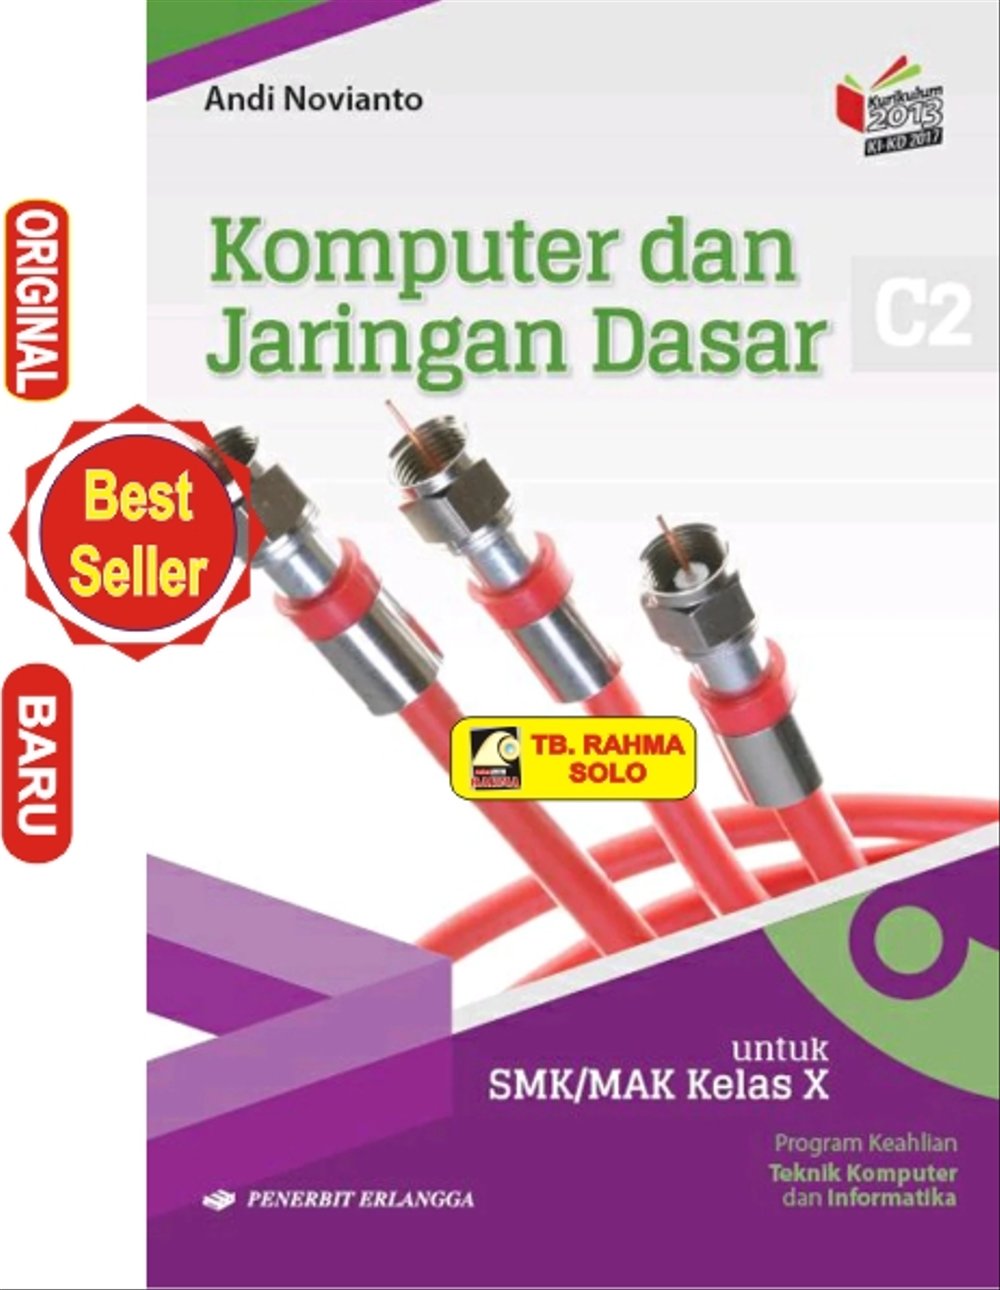 Andi Novianto
Kurikulum
2013
KI-KD 2017
Komputer dan
Jaringan Dasar
C2
ORIGINAL
Best
Seller
BARU
TB. RAHMA
SOLO
RAHMA
untuk
SMK/MAK Kelas X
Program Keahlian
Teknik Komputer
dan Informatika
PENERBIT ERLANGGA